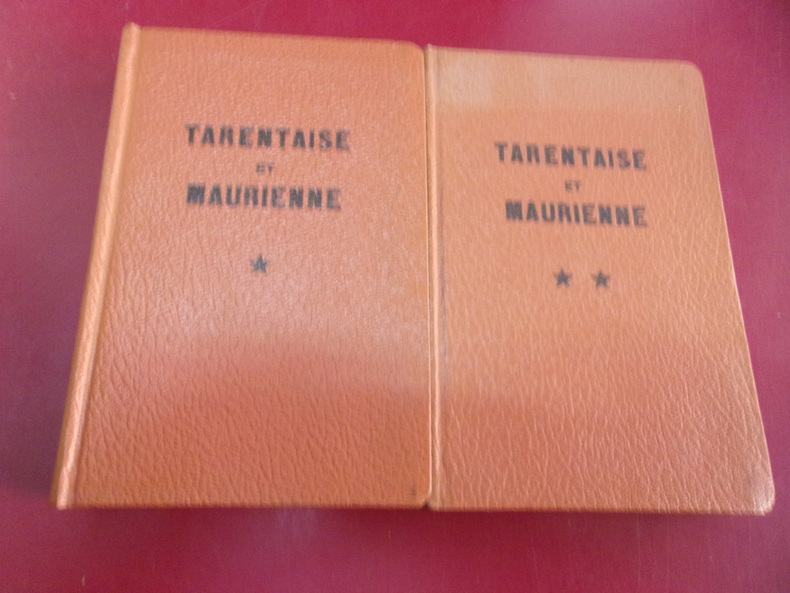 TARENTAISE
ET
MAURIENNE
★
TARENTAISE
ET
MAURIENNE
★ ★